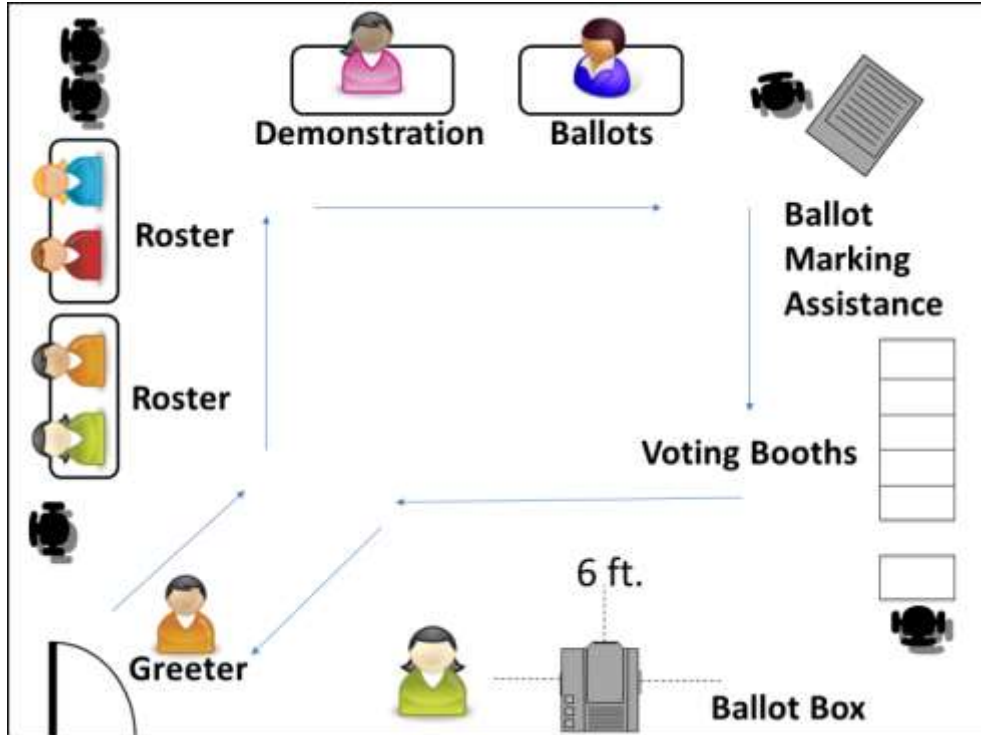 Demonstration
Ballots
Roster
Ballot
Marking
Assistance
Roster
Voting Booths
6 ft.
Greeter
Ballot Box